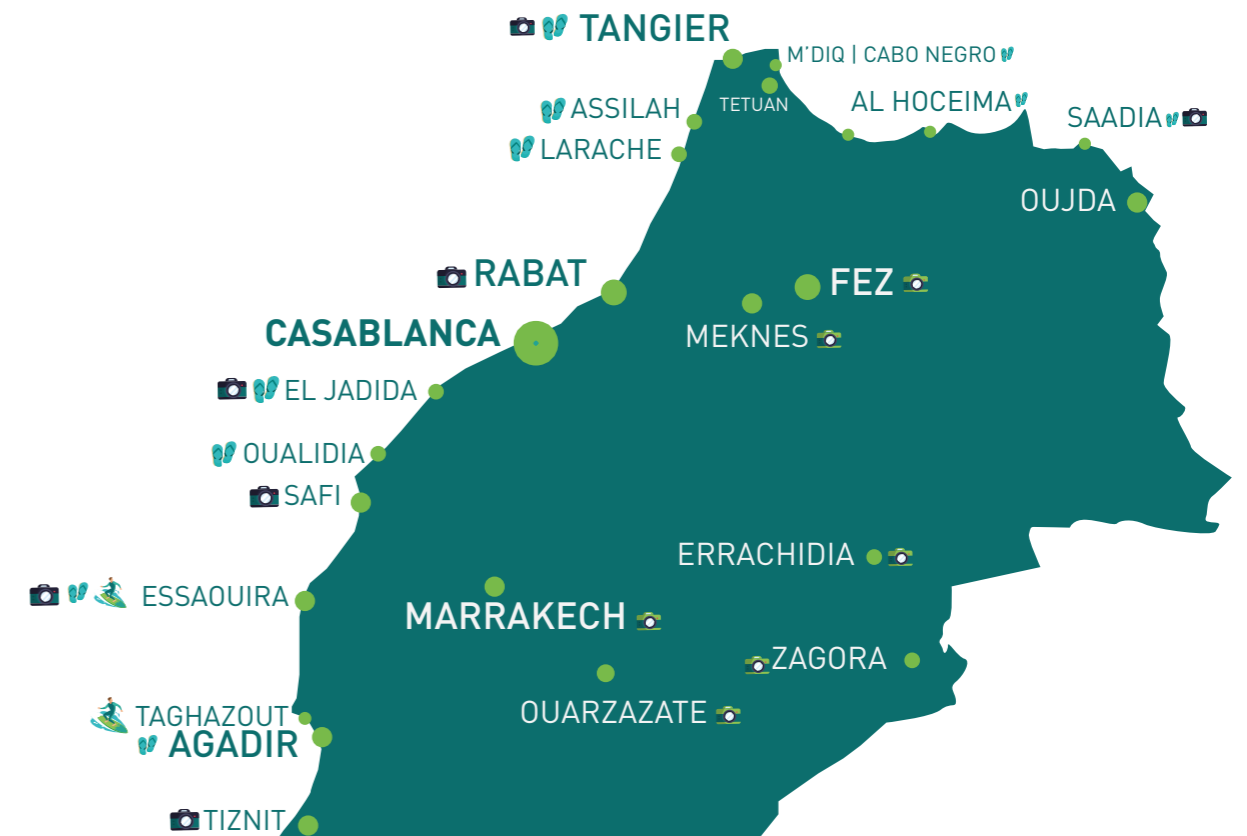 TANGIER
M'DIQ | CABO NEGRO
TETUAN
AL HOCEIMA
ASSILAH
SAADIA
LARACHE
OUJDA
RABAT
FEZ
CASABLANCA
MEKNES
EL JADIDA
OUALIDIA
SAFI
ERRACHIDIA
ESSAOUIRA
MARRAKECH
ZAGORA
OUARZAZATE
TAGHAZOUT
AGADIR
TIZNIT